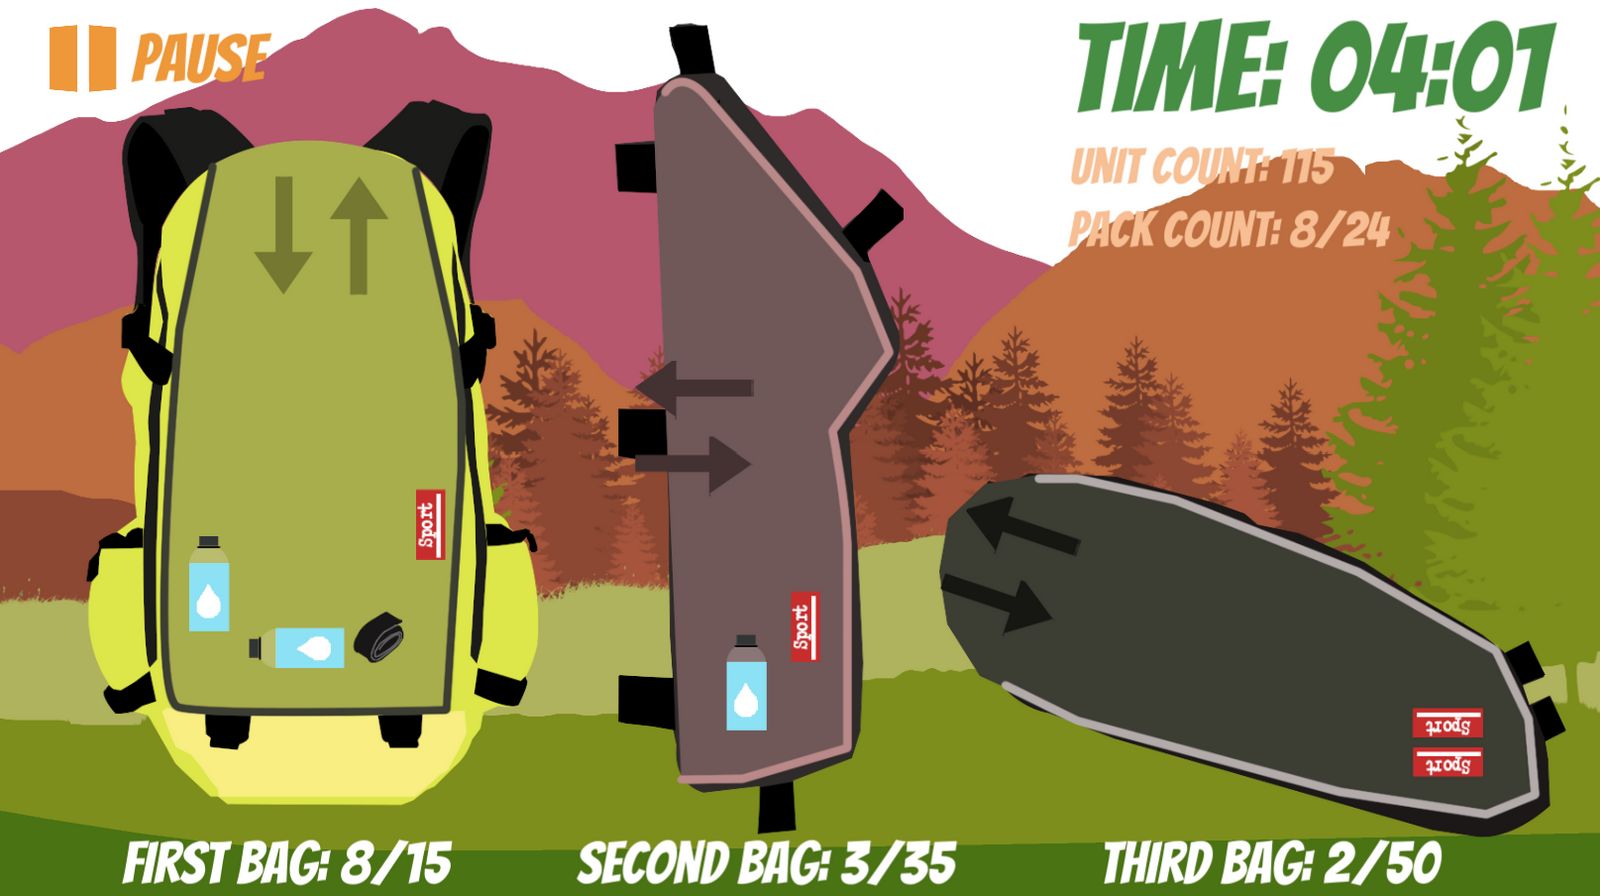 PAUSE
TIME: 04:01
UNIT COUNT: 115
PACK COUNT: 8/24
Sport
Sport
Sport
Sport
FIRST BAG: 8/15
SECOND BAG: 3/35
THIRD BAG: 2/50